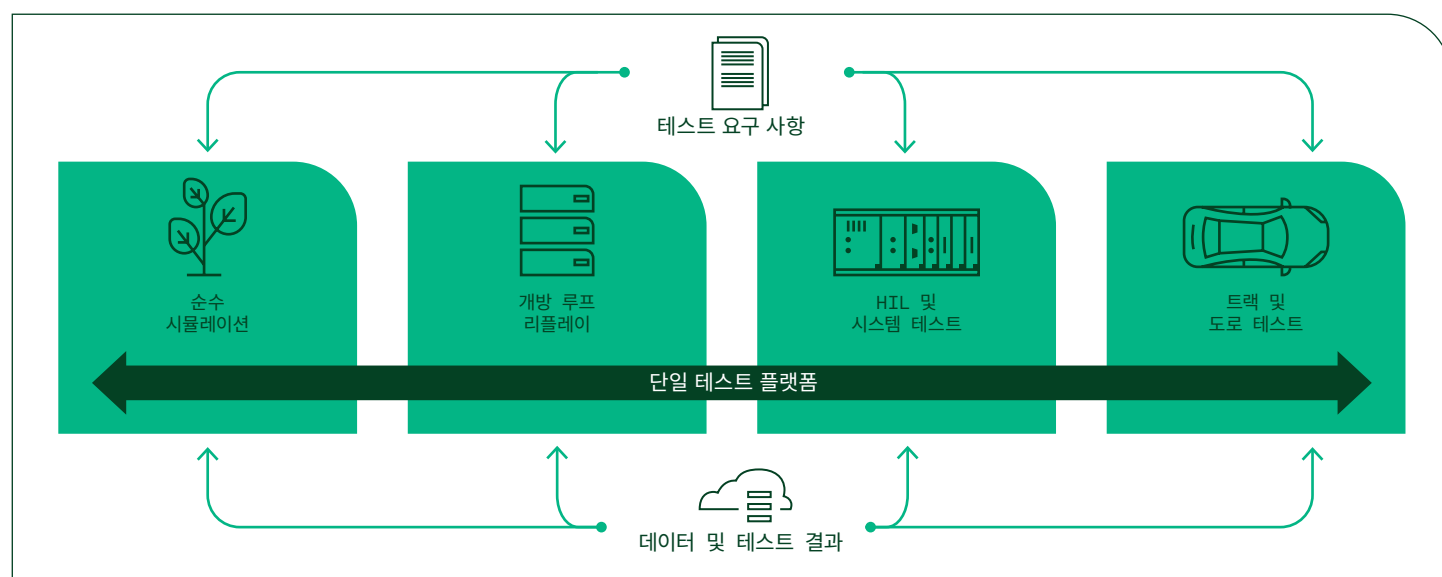 테스트 요구 사항
순수
시뮬레이션
개방 루프
리플레이
HIL 및
시스템 테스트
트랙 및
도로 테스트
단일 테스트 플랫폼
데이터 및 테스트 결과